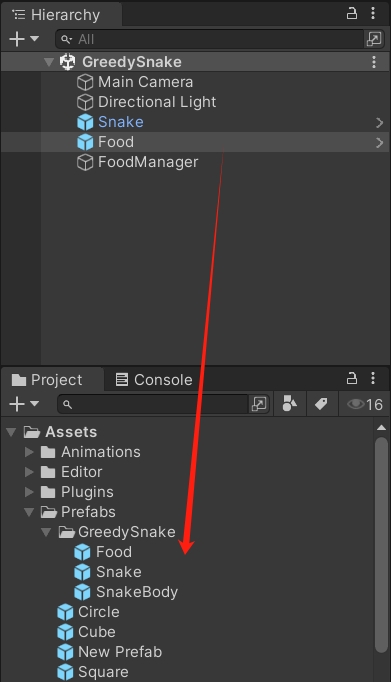 Hierarchy
All
GreedySnake
Main Camera
Directional Light
Snake
Food
FoodManager
Project Console
16
Assets
Animations
Editor
Plugins
Prefabs
GreedySnake
Food
Snake
SnakeBody
Circle
Cube
New Prefab
Square